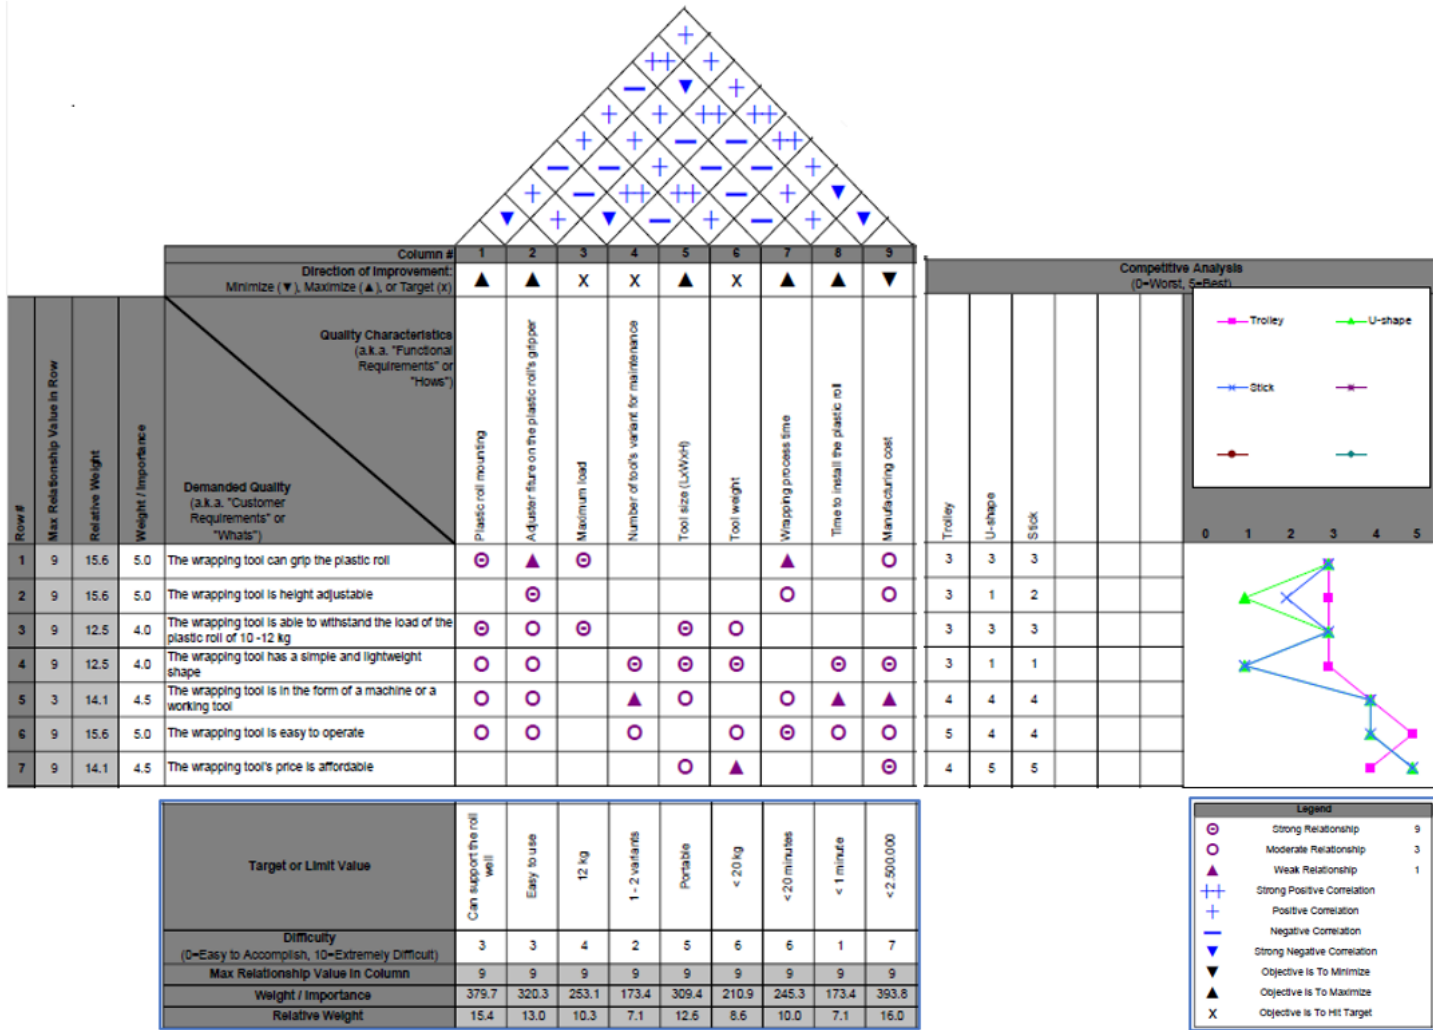 Column # 1 2 3 4 5 6 7 8 9
Direction of Improvement:
Minimize (▼), Maximize (▲), or Target (x) ▲ ▲ X X ▲ X ▲ ▲ ▼
Quality Characteristics
(a.k.a. "Functional
Requirements" or
"Hows")
Demanded Quality
(a.k.a. "Customer
Requirements" or
"Whats")
Row #
Max Relationship Value in Row
Relative Weight
Weight / Importance
Plastic roll mounting
Adjuster fiture on the plastic roll's gripper
Maximum load
Number of tool's variant for maintenance
Tool size (LxWxH)
Tool weight
Wrapping process time
Time to install the plastic roll
Manufacturing cost
Competitive Analysis
(0=Worst, 5=Best)
Trolley
U-shape
Stick
Trolley U-shape
Stick
0 1 2 3 4 5
1 9 15.6 5.0 The wrapping tool can grip the plastic roll 3 3 3
2 9 15.6 5.0 The wrapping tool is height adjustable 3 1 2
3 9 12.5 4.0 The wrapping tool is able to withstand the load of the
plastic roll of 10 -12 kg 3 3 3
4 9 12.5 4.0 The wrapping tool has a simple and lightweight
shape 3 1 1
5 3 14.1 4.5 The wrapping tool is in the form of a machine or a
working tool 4 4 4
6 9 15.6 5.0 The wrapping tool is easy to operate 5 4 4
7 9 14.1 4.5 The wrapping tool's price is affordable 4 5 5
Target or Limit Value
Can support the roll
well
Easy to use
12 kg
1 - 2 variants
Portable
< 20 kg
< 20 minutes
< 1 minute
< 2.500.000
Difficulty
(0=Easy to Accomplish, 10=Extremely Difficult) 3 3 4 2 5 6 6 1 7
Max Relationship Value in Column 9 9 9 9 9 9 9 9 9
Weight / Importance 379.7 320.3 253.1 173.4 309.4 210.9 245.3 173.4 393.8
Relative Weight 15.4 13.0 10.3 7.1 12.6 8.6 10.0 7.1 16.0
Legend
Strong Relationship 9
Moderate Relationship 3
Weak Relationship 1
Strong Positive Correlation
Positive Correlation
Negative Correlation
Strong Negative Correlation
Objective Is To Minimize
Objective Is To Maximize
X Objective Is To Hit Target